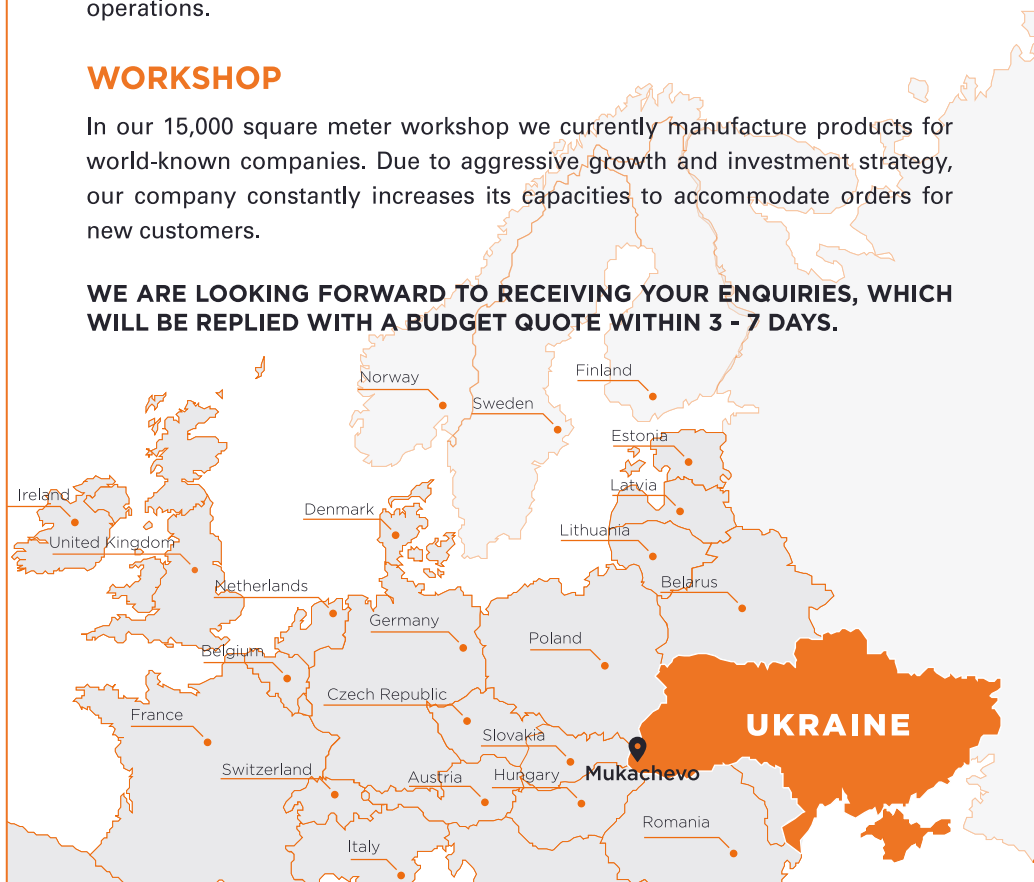 operations.
WORKSHOP
In our 15,000 square meter workshop we currently manufacture products for
world-known companies. Due to aggressive growth and investment strategy,
our company constantly increases its capacities to accommodate orders for
new customers.
WE ARE LOOKING FORWARD TO RECEIVING YOUR ENQUIRIES, WHICH
WILL BE REPLIED WITH A BUDGET QUOTE WITHIN 3 - 7 DAYS.
Finland
Norway
Sweden
Estonia
Latvia
Ireland
Denmark
Lithuania
United Kingdom
Belarus
Netherlands
Germany
Poland
Belgium
Czech Republic
France
UKRAINE
Slovakia
Switzerland
Austria
Hungary
Mukachevo
Romania
Italy